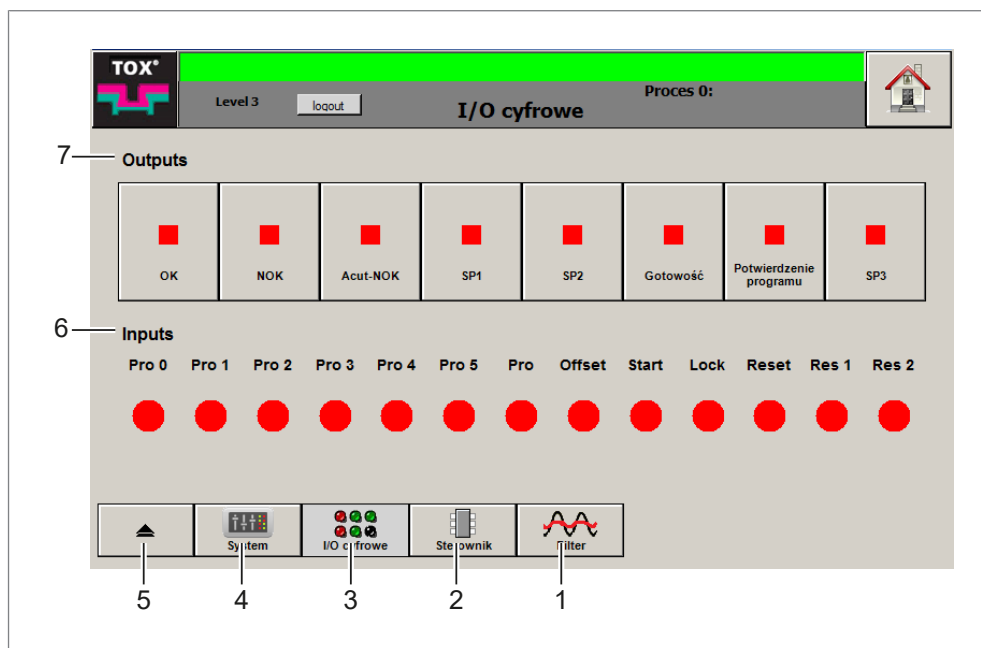 TOX®
Level 3
logout
I/O cyfrowe
Proces 0:
7
Outputs
OK
NOK
Acut-NOK
SP1
SP2
Gotowość
Potwierdzenie
programu
SP3
6
Inputs
Pro 0 Pro 1 Pro 2 Pro 3 Pro 4 Pro 5 Pro Offset Start Lock Reset Res 1 Res 2
System
I/O cyfrowe
Sterownik
Filter
5 4 3 2 1